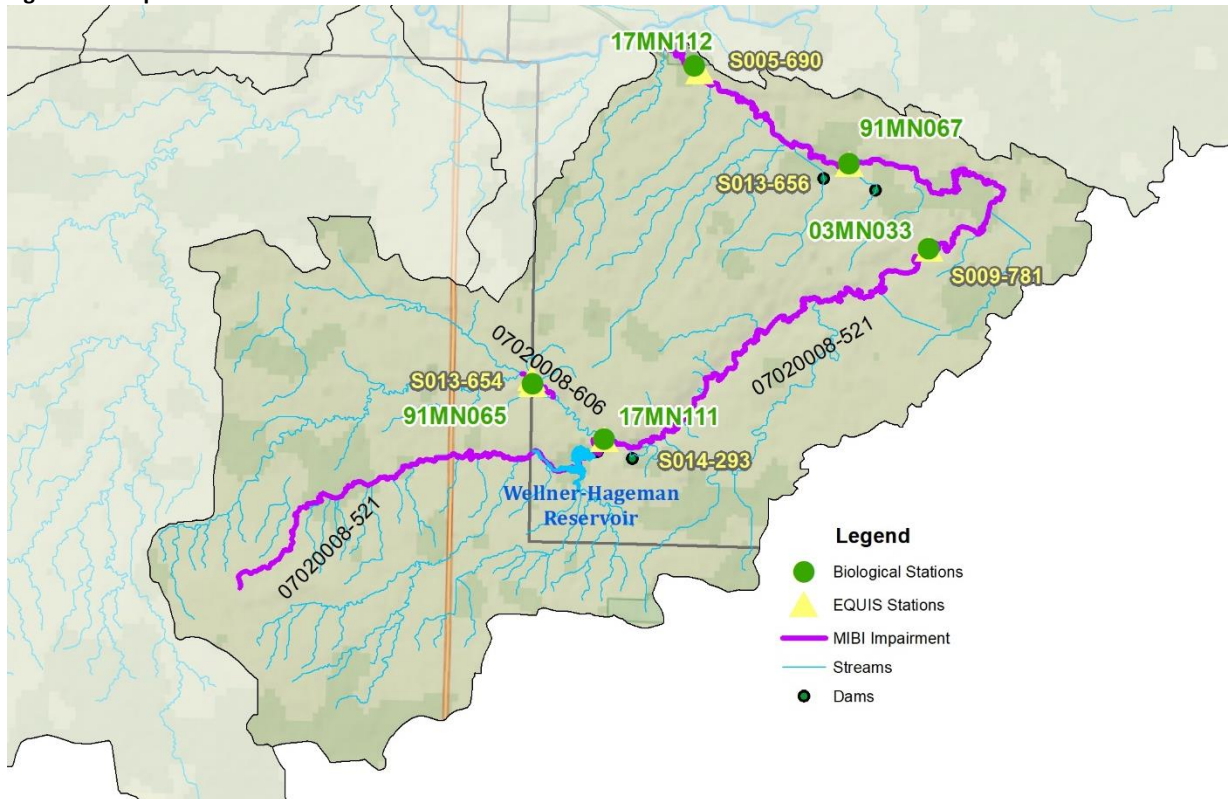 17MN112
S005-690
91MN067
S013-656
03MN033
S009-781
07020008-606
07020008-521
S013-654
91MN065
17MN111
S014-293
Wellner-Hageman
Reservoir
07020008-521
Legend
Biological Stations
EQUIS Stations
MIBI Impairment
Streams
Dams